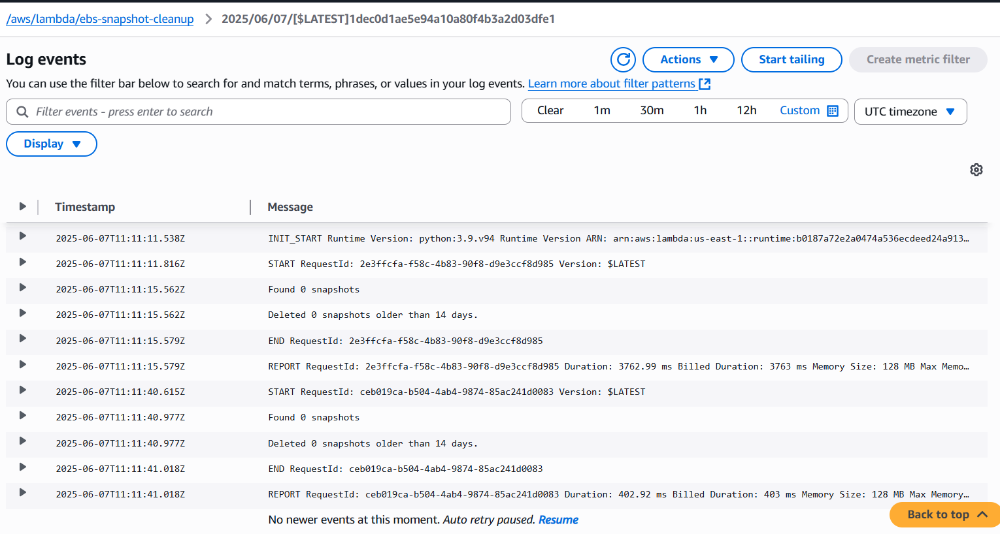 /aws/lambda/ebs-snapshot-cleanup > 2025/06/07/[$LATEST]1dec0d1ae5e94a10a80f4b3a2d03dfe1
Log events
Actions
Start tailing
Create metric filter
You can use the filter bar below to search for and match terms, phrases, or values in your log events. Learn more about filter patterns
Filter events - press enter to search
Clear 1m 30m 1h 12h Custom
UTC timezone
Display
Timestamp Message
2025-06-07T11:11:11.538Z INIT_START Runtime Version: python:3.9.v94 Runtime Version ARN: arn:aws:lambda:us-east-1::runtime:b0187a72e2a0474a536ecdeed24a913…
2025-06-07T11:11:11.816Z START RequestId: 2e3ffcfa-f58c-4b83-90f8-d9e3ccf8d985 Version: $LATEST
2025-06-07T11:11:15.562Z Found 0 snapshots
2025-06-07T11:11:15.562Z Deleted 0 snapshots older than 14 days.
2025-06-07T11:11:15.579Z END RequestId: 2e3ffcfa-f58c-4b83-90f8-d9e3ccf8d985
2025-06-07T11:11:15.579Z REPORT RequestId: 2e3ffcfa-f58c-4b83-90f8-d9e3ccf8d985 Duration: 3762.99 ms Billed Duration: 3763 ms Memory Size: 128 MB Max Memo…
2025-06-07T11:11:40.615Z START RequestId: ceb019ca-b504-4ab4-9874-85ac241d0083 Version: $LATEST
2025-06-07T11:11:40.977Z Found 0 snapshots
2025-06-07T11:11:40.977Z Deleted 0 snapshots older than 14 days.
2025-06-07T11:11:41.018Z END RequestId: ceb019ca-b504-4ab4-9874-85ac241d0083
2025-06-07T11:11:41.018Z REPORT RequestId: ceb019ca-b504-4ab4-9874-85ac241d0083 Duration: 402.92 ms Billed Duration: 403 ms Memory Size: 128 MB Max Memory…
No newer events at this moment. Auto retry paused. Resume
Back to top